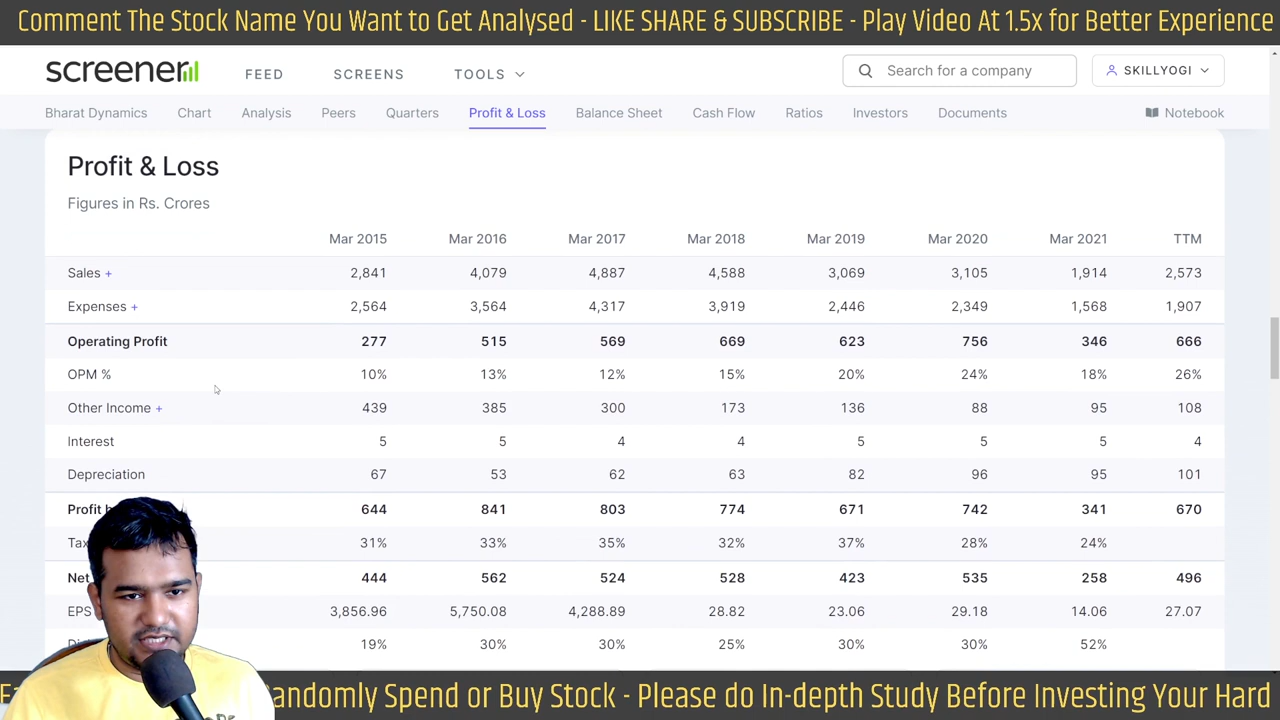 Comment The Stock Name You Want to Get Analysed - LIKE SHARE & SUBSCRIBE - Play Video At 1.5x for Better Experience
screener FEED SCREENS TOOLS Search for a company SKILLYOGI
Bharat Dynamics Chart Analysis Peers Quarters Profit & Loss Balance Sheet Cash Flow Ratios Investors Documents Notebook
Profit & Loss
Figures in Rs. Crores
Mar 2015 Mar 2016 Mar 2017 Mar 2018 Mar 2019 Mar 2020 Mar 2021 TTM
Sales + 2,841 4,079 4,887 4,588 3,069 3,105 1,914 2,573
Expenses + 2,564 3,564 4,317 3,919 2,446 2,349 1,568 1,907
Operating Profit 277 515 569 669 623 756 346 666
OPM % 10% 13% 12% 15% 20% 24% 18% 26%
Other Income + 439 385 300 173 136 88 95 108
Interest 5 5 4 4 5 5 5 4
Depreciation 67 53 62 63 82 96 95 101
Profit 644 841 803 774 671 742 341 670
31% 33% 35% 32% 37% 28% 24%
Net 444 562 524 528 423 535 258 496
EPS 3,856.96 5,750.08 4,288.89 28.82 23.06 29.18 14.06 27.07
19% 30% 30% 25% 30% 30% 52%
Randomly Spend or Buy Stock - Please do In-depth Study Before Investing Your Hard